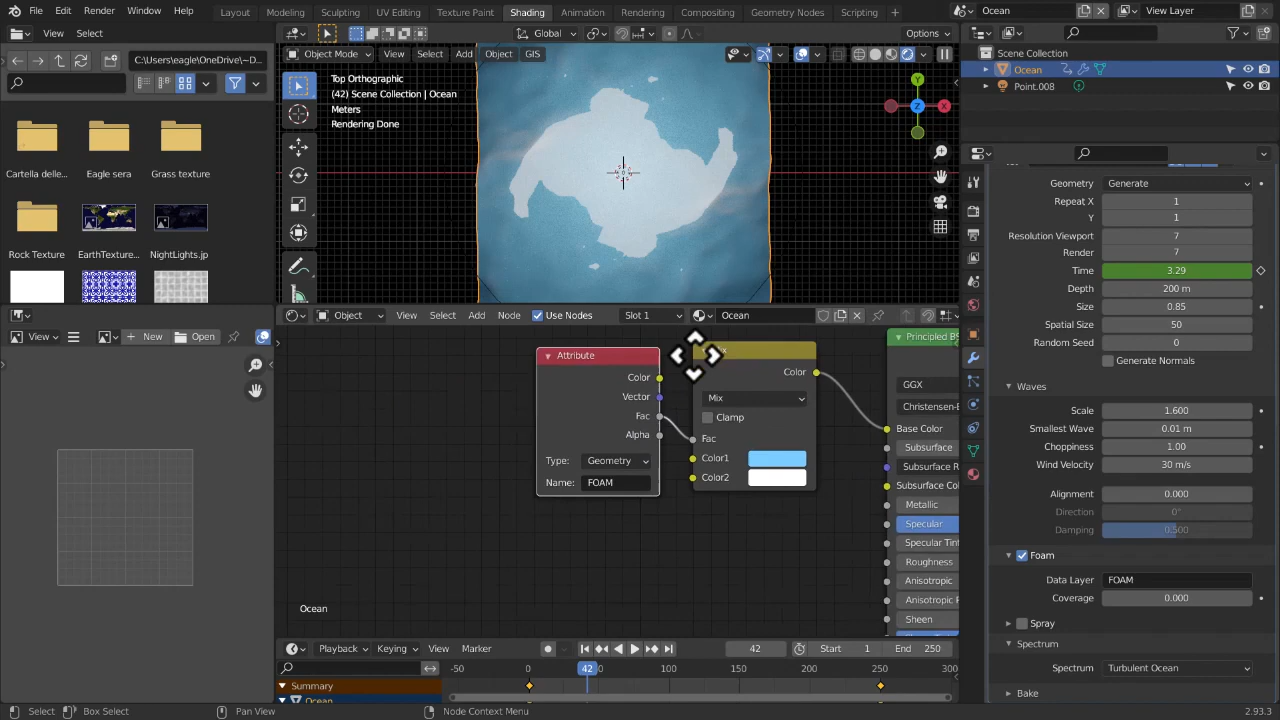 File Edit Render Window Help Layout Modeling Sculpting UV Editing Texture Paint Shading Animation Rendering Compositing Geometry Nodes Scripting Ocean View Layer
View Select Global Options
C:\Users\eagle\OneDrive\~D...
Object Mode View Select Add Object GIS
Top Orthographic
(42) Scene Collection | Ocean
Meters
Rendering Done
Y
X
Z
Cartella delle... Eagle sera Grass texture
Rock Texture EarthTexture... NightLights.jp
Scene Collection
Ocean
Point.008
Geometry Generate
Repeat X 1
Y 1
Resolution Viewport 7
Render 7
Time 3.29
Depth 200 m
Size 0.85
Spatial Size 50
Random Seed 0
Generate Normals
Waves
Scale 1.600
Smallest Wave 0.01 m
Choppiness 1.00
Wind Velocity 30 m/s
Alignment 0.000
Direction 0°
Damping 0.500
Foam
Data Layer FOAM
Coverage 0.000
Spray
Spectrum
Spectrum Turbulent Ocean
Bake
View New Open
Object View Select Add Node Use Nodes Slot 1 Ocean
Attribute
Color
Vector
Fac
Alpha
Type: Geometry
Name: FOAM
Color
Mix
Clamp
Fac
Color1
Color2
Principled BS
GGX
Christensen-B
Base Color
Subsurface
Subsurface R
Subsurface Col
Metallic
Specular
Specular Tint
Roughness
Anisotropic
Anisotropic R
Sheen
Ocean
Playback Keying View Marker 42 Start 1 End 250
-50 0 42 100 150 200 250 300
Summary
Ocean
Select Box Select Pan View Node Context Menu 2.93.3